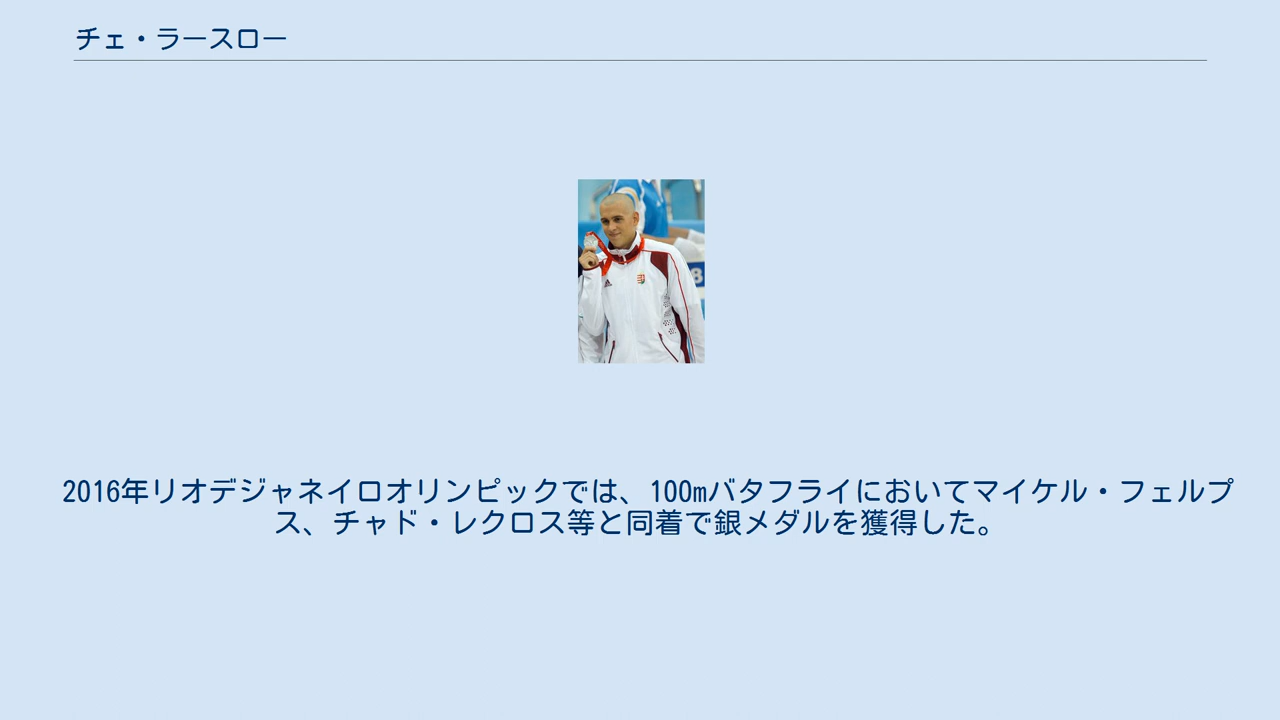 チェ・ラースロー
2016年リオデジャネイロオリンピックでは、100mバタフライにおいてマイケル・フェルプ
ス、チャド・レクロス等と同着で銀メダルを獲得した。